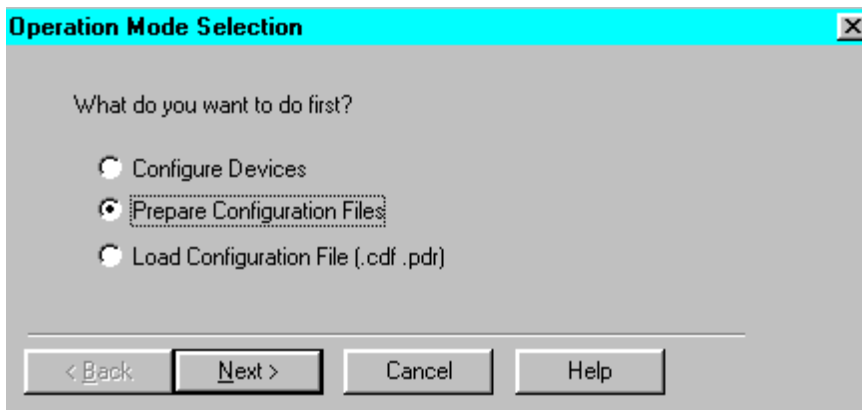 Operation Mode Selection
What do you want to do first?
Configure Devices
Prepare Configuration Files
Load Configuration File (.cdf .pdr)
< Back Next > Cancel Help